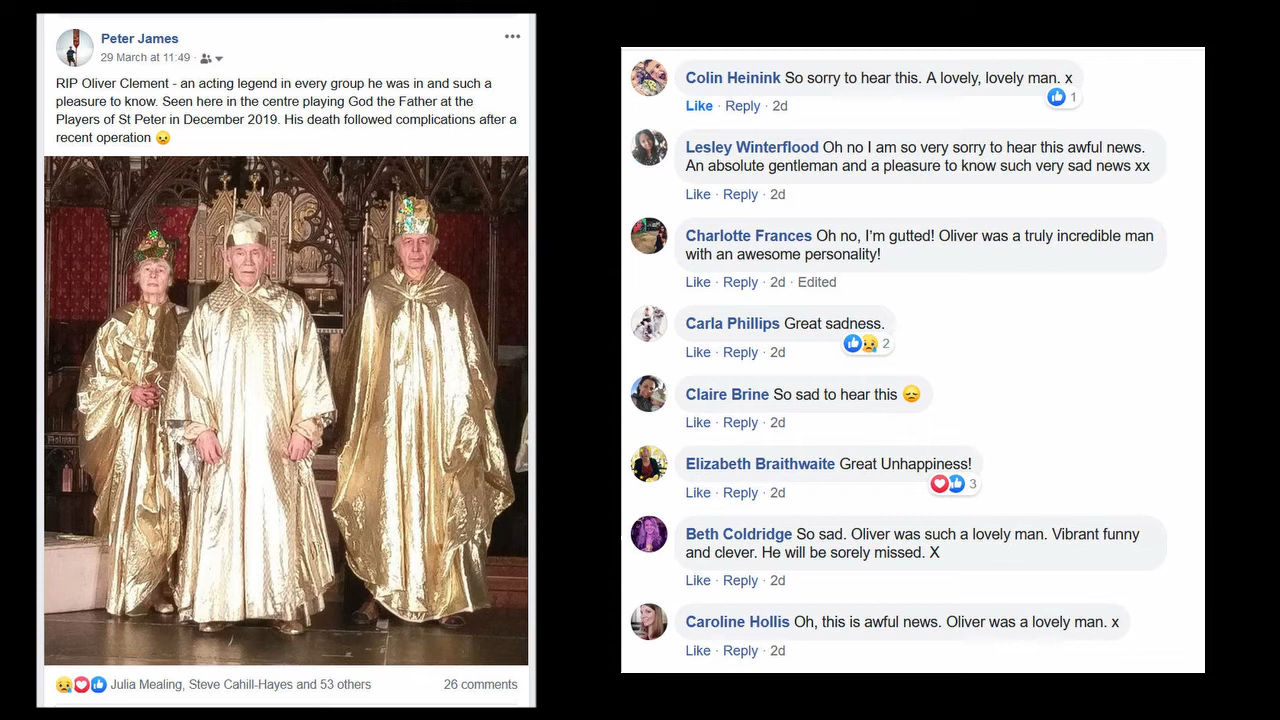 Peter James
29 March at 11:49 ·
RIP Oliver Clement - an acting legend in every group he was in and such a
pleasure to know. Seen here in the centre playing God the Father at the
Players of St Peter in December 2019. His death followed complications after a
recent operation 😟
Julia Mealing, Steve Cahill-Hayes and 53 others
26 comments
Colin Heinink So sorry to hear this. A lovely, lovely man. x
1
Like · Reply · 2d
Lesley Winterflood Oh no I am so very sorry to hear this awful news.
An absolute gentleman and a pleasure to know such very sad news xx
Like · Reply · 2d
Charlotte Frances Oh no, I'm gutted! Oliver was a truly incredible man
with an awesome personality!
Like · Reply · 2d · Edited
Carla Phillips Great sadness.
2
Like · Reply · 2d
Claire Brine So sad to hear this 😞
Like · Reply · 2d
Elizabeth Braithwaite Great Unhappiness!
3
Like · Reply · 2d
Beth Coldridge So sad. Oliver was such a lovely man. Vibrant funny
and clever. He will be sorely missed. X
Like · Reply · 2d
Caroline Hollis Oh, this is awful news. Oliver was a lovely man. x
Like · Reply · 2d